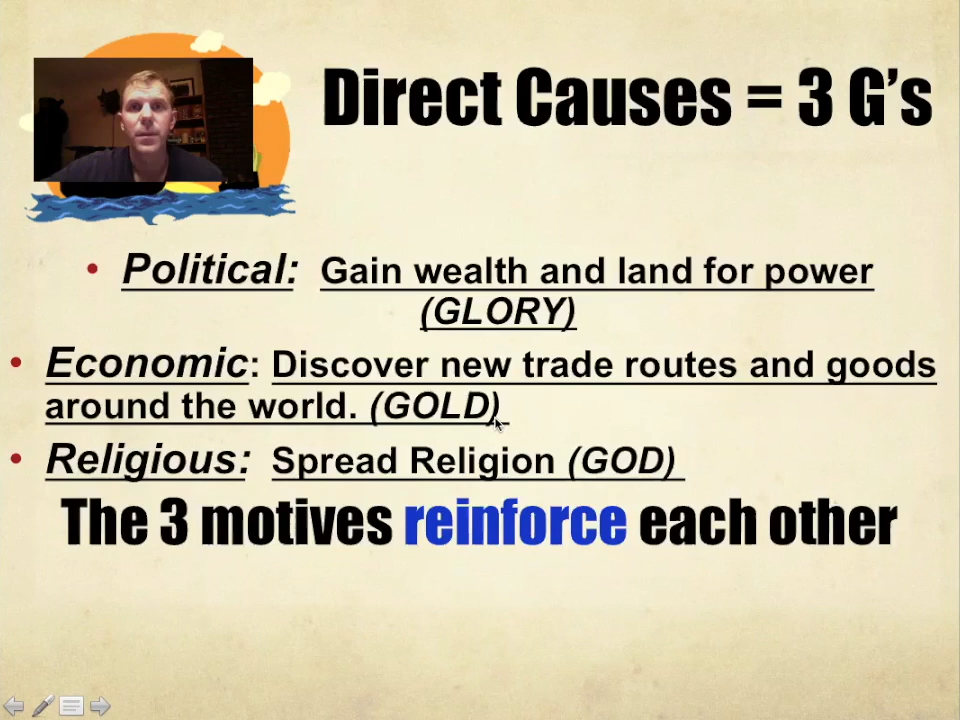 Direct Causes = 3 G's
• Political: Gain wealth and land for power
(GLORY)
• Economic: Discover new trade routes and goods
around the world. (GOLD)
• Religious: Spread Religion (GOD)
The 3 motives reinforce each other